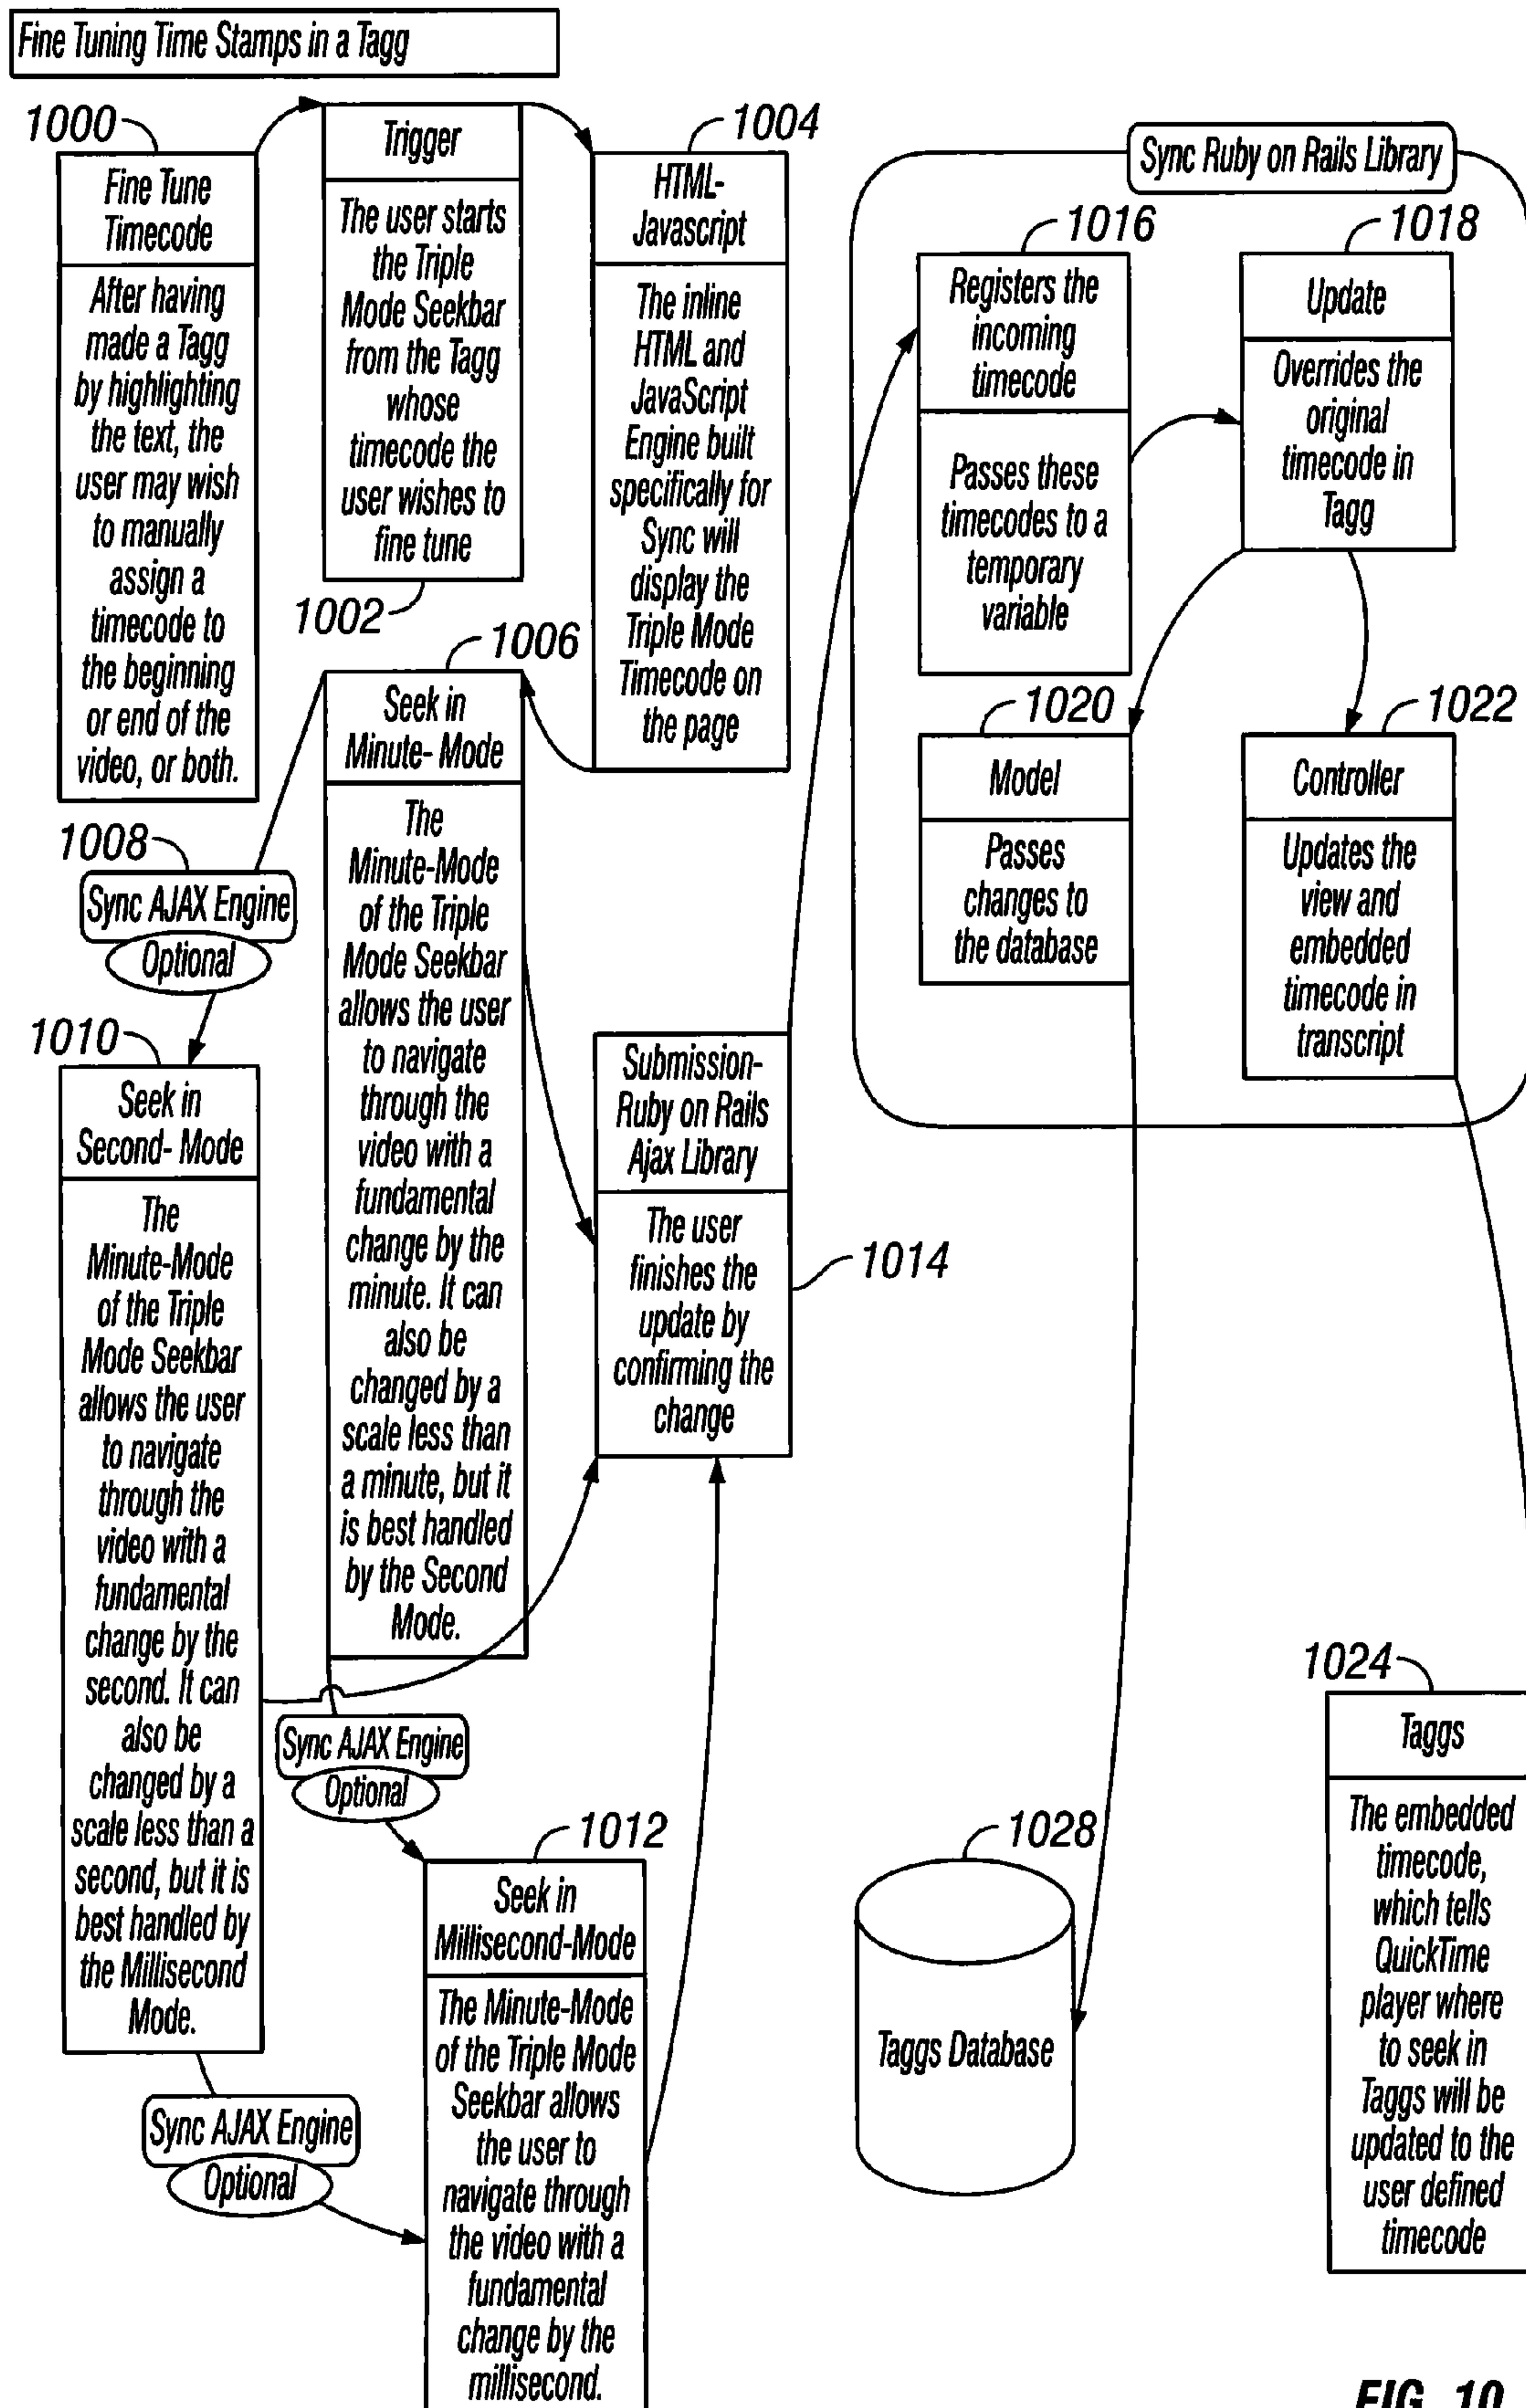 Fine Tuning Time Stamps in a Tagg
1000
Fine Tune
Timecode
After having
made a Tagg
by highlighting
the text, the
user may wish
to manually
assign a
timecode to
the beginning
or end of the
video, or both.
Trigger
The user starts
the Triple
Mode Seekbar
from the Tagg
whose
timecode the
user wishes to
fine tune
1002
1004
HTML-
Javascript
The inline
HTML and
JavaScript
Engine built
specifically for
Sync will
display the
Triple Mode
Timecode on
the page
1006
Seek in
Minute- Mode
The
Minute-Mode
of the Triple
Mode Seekbar
allows the user
to navigate
through the
video with a
fundamental
change by the
minute. It can
also be
changed by a
scale less than
a minute, but it
is best handled
by the Second
Mode.
1008
Sync AJAX Engine
Optional
1010
Seek in
Second- Mode
The
Minute-Mode
of the Triple
Mode Seekbar
allows the user
to navigate
through the
video with a
fundamental
change by the
second. It can
also be
changed by a
scale less than a
second, but it is
best handled by
the Millisecond
Mode.
Sync AJAX Engine
Optional
Sync AJAX Engine
Optional
1012
Seek in
Millisecond-Mode
The Minute-Mode
of the Triple Mode
Seekbar allows
the user to
navigate through
the video with a
fundamental
change by the
millisecond.
Submission-
Ruby on Rails
Ajax Library
The user
finishes the
update by
confirming the
change
1014
Sync Ruby on Rails Library
1016
Registers the
incoming
timecode
Passes these
timecodes to a
temporary
variable
1018
Update
Overrides the
original
timecode in
Tagg
1020
Model
Passes
changes to
the database
1022
Controller
Updates the
view and
embedded
timecode in
transcript
1028
Taggs Database
1024
Taggs
The embedded
timecode,
which tells
QuickTime
player where
to seek in
Taggs will be
updated to the
user defined
timecode
FIG. 10